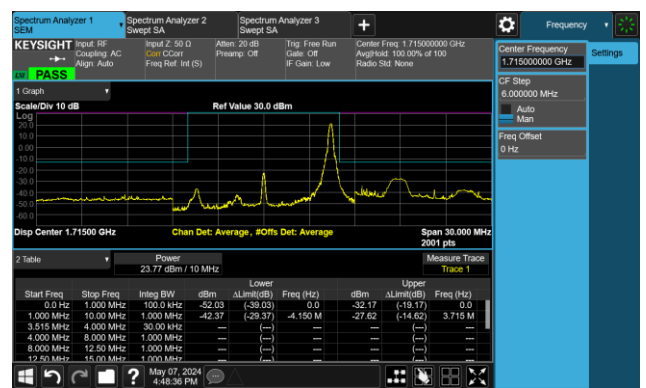 Spectrum Analyzer 1
SEM
Spectrum Analyzer 2
Swept SA
Spectrum Analyzer 3
Swept SA
Frequency
KEYSIGHT
Input: RF
Coupling: AC
Align: Auto
Input Z: 50 Ω
Corr CCorr
Freq Ref: Int (S)
Atten: 20 dB
Preamp: Off
Trig: Free Run
Gate: Off
IF Gain: Low
Center Freq: 1.715000000 GHz
Avg|Hold: 100.00% of 100
Radio Std: None
LW PASS
Center Frequency
1.715000000 GHz
Settings
CF Step
6.000000 MHz
Auto
Man
Freq Offset
0 Hz
1 Graph
Scale/Div 10 dB
Ref Value 30.0 dBm
Log
20.0
10.0
0.00
-10.0
-20.0
-30.0
-40.0
-50.0
-60.0
Disp Center 1.71500 GHz
Chan Det: Average , #Offs Det: Average
Span 30.000 MHz
2001 pts
2 Table
Power
23.77 dBm / 10 MHz
Measure Trace
Trace 1
Lower Upper
Start Freq Stop Freq Integ BW dBm ΔLimit(dB) Freq (Hz) dBm ΔLimit(dB) Freq (Hz)
0.0 Hz 1.000 MHz 100.0 kHz -52.03 (-39.03) 0.0 -32.17 (-19.17) 0.0
1.000 MHz 10.00 MHz 1.000 MHz -42.37 (-29.37) -4.150 M -27.62 (-14.62) 3.715 M
3.515 MHz 4.000 MHz 30.00 kHz --- (---) --- --- (---) ---
4.000 MHz 8.000 MHz 1.000 MHz --- (---) --- --- (---) ---
8.000 MHz 12.50 MHz 1.000 MHz --- (---) --- --- (---) ---
12.50 MHz 15.00 MHz 1.000 MHz --- (---) --- --- (---) ---
May 07, 2024
4:48:36 PM